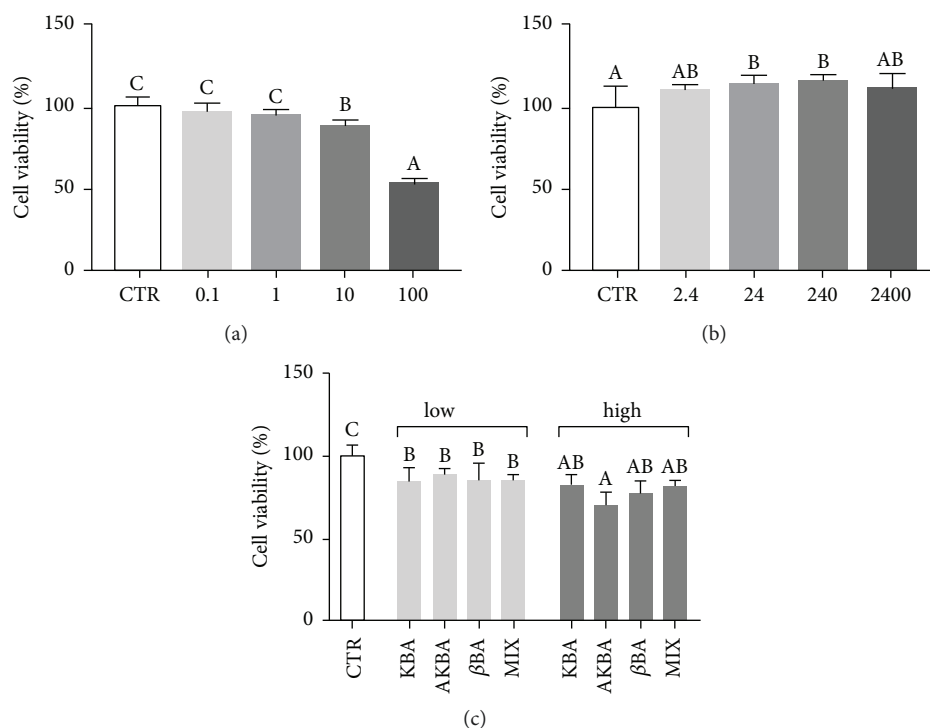 150
100
50
0
Cell viability (%)
C
C
C
B
A
CTR
0.1
1
10
100
(a)
150
100
50
0
Cell viability (%)
A
AB
B
B
AB
CTR
2.4
24
240
2400
(b)
150
100
50
0
Cell viability (%)
low
high
C
B
B
B
B
AB
A
AB
AB
CTR
KBA
AKBA
βBA
MIX
KBA
AKBA
βBA
MIX
(c)